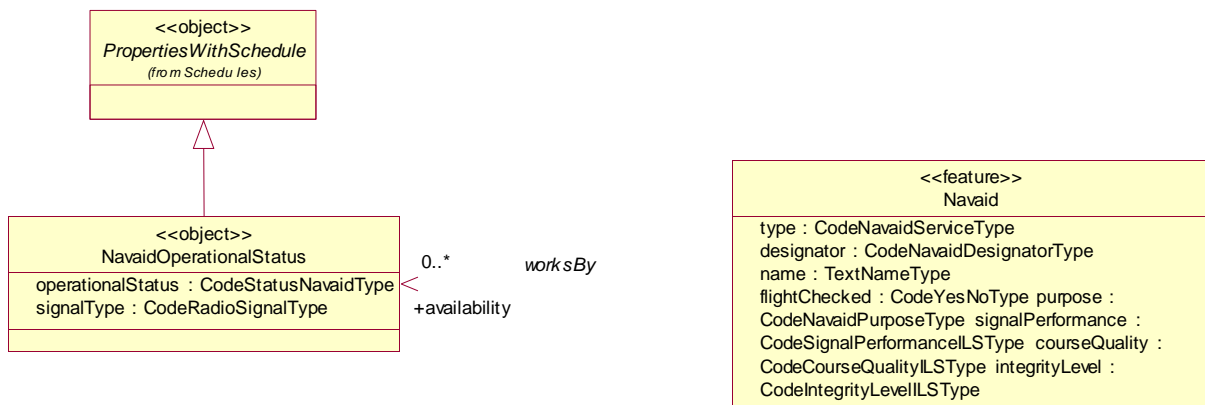 <<object>>
PropertiesWithSchedule
(from Schedules)
<<object>>
NavaidOperationalStatus
operationalStatus : CodeStatusNavaidType
signalType : CodeRadioSignalType
0..*
worksBy
+availability
<<feature>>
Navaid
type : CodeNavaidServiceType
designator : CodeNavaidDesignatorType
name : TextNameType
flightChecked : CodeYesNoType purpose :
CodeNavaidPurposeType signalPerformance :
CodeSignalPerformanceILSType courseQuality :
CodeCourseQualityILSType integrityLevel :
CodeIntegrityLevelILSType